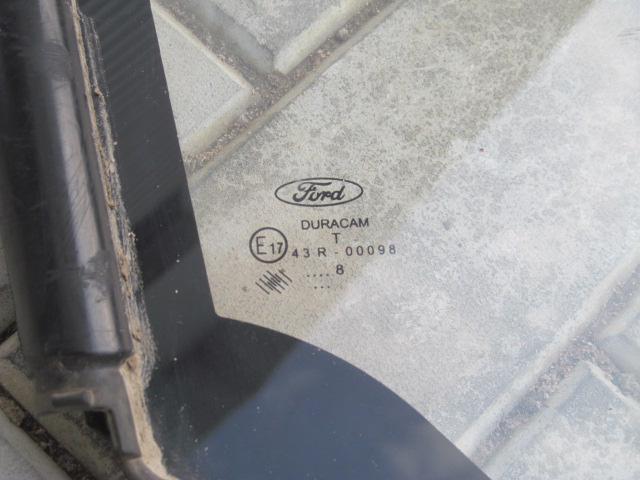 Ford
DURACAM
T
E17
43R-00098
....8
...